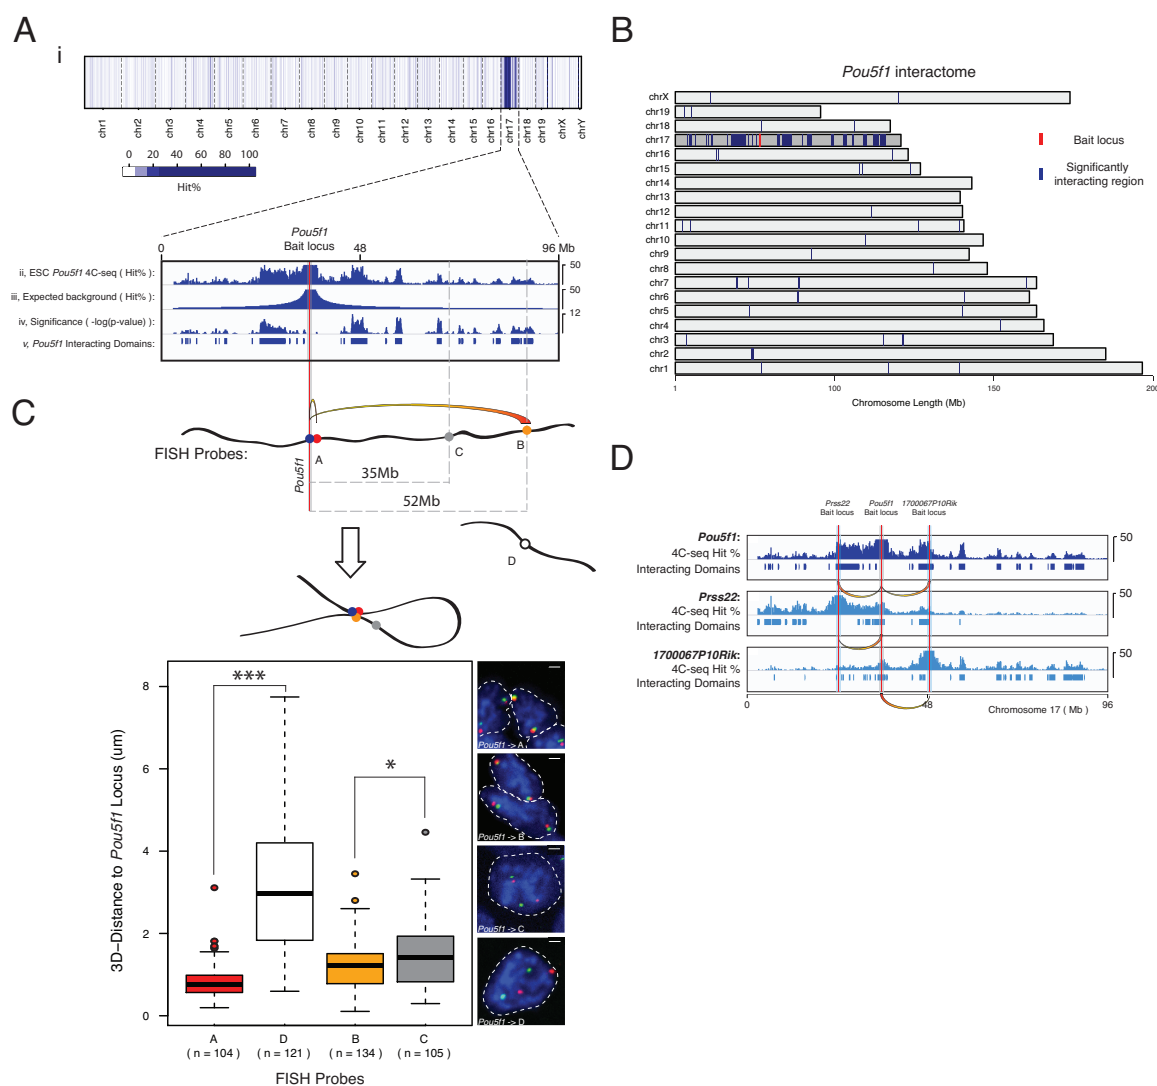 A
i
chr1
chr2
chr3
chr4
chr5
chr6
chr7
chr8
chr9
chr10
chr11
chr12
chr13
chr14
chr15
chr16
chr17
chr18
chr19
chrX
chrY
0 20 40 60 80 100
Hit%
Pou5f1
Bait locus
0 48 96 Mb
ii, ESC Pou5f1 4C-seq ( Hit% ): 50
iii, Expected background ( Hit% ): 50
iv, Significance ( -log(p-value) ): 12
v, Pou5f1 Interacting Domains:
B
Pou5f1 interactome
chrX
chr19
chr18
chr17
chr16
chr15
chr14
chr13
chr12
chr11
chr10
chr9
chr8
chr7
chr6
chr5
chr4
chr3
chr2
chr1
Bait locus
Significantly
interacting region
1 100 150 200
Chromosome Length (Mb)
C
FISH Probes:
Pou5f1
A
C
B
35Mb
52Mb
D
3D−Distance to Pou5f1 Locus (um)
8
6
4
2
0
***
*
A D B C
( n = 104) ( n = 121) ( n = 134) ( n = 105)
FISH Probes
Pou5f1 -> A
Pou5f1 -> B
Pou5f1 -> C
Pou5f1 -> D
D
Prss22 Pou5f1 1700067P10Rik
Bait locus Bait locus Bait locus
Pou5f1:
4C-seq Hit % 50
Interacting Domains
Prss22:
4C-seq Hit % 50
Interacting Domains
1700067P10Rik:
4C-seq Hit % 50
Interacting Domains
0 48 Chromosome 17 ( Mb ) 96